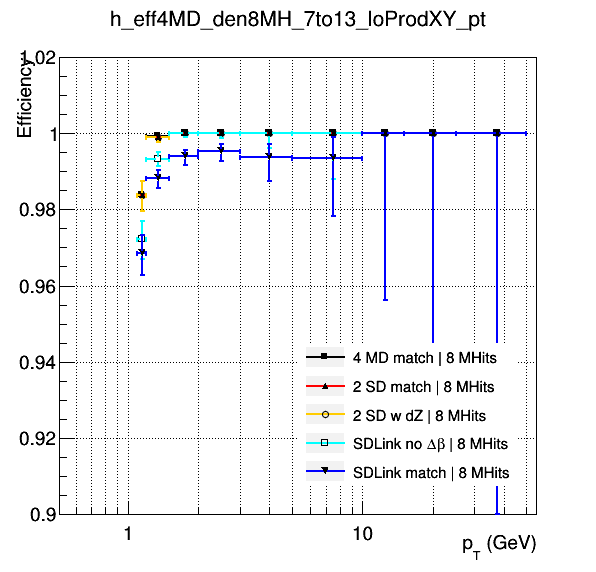 h_eff4MD_den8MH_7to13_loProdXY_pt
Efficiency
1.02
1
0.98
0.96
0.94
0.92
0.9
4 MD match | 8 MHits
2 SD match | 8 MHits
2 SD w dZ | 8 MHits
SDLink no Δβ | 8 MHits
SDLink match | 8 MHits
1
10
p_T (GeV)